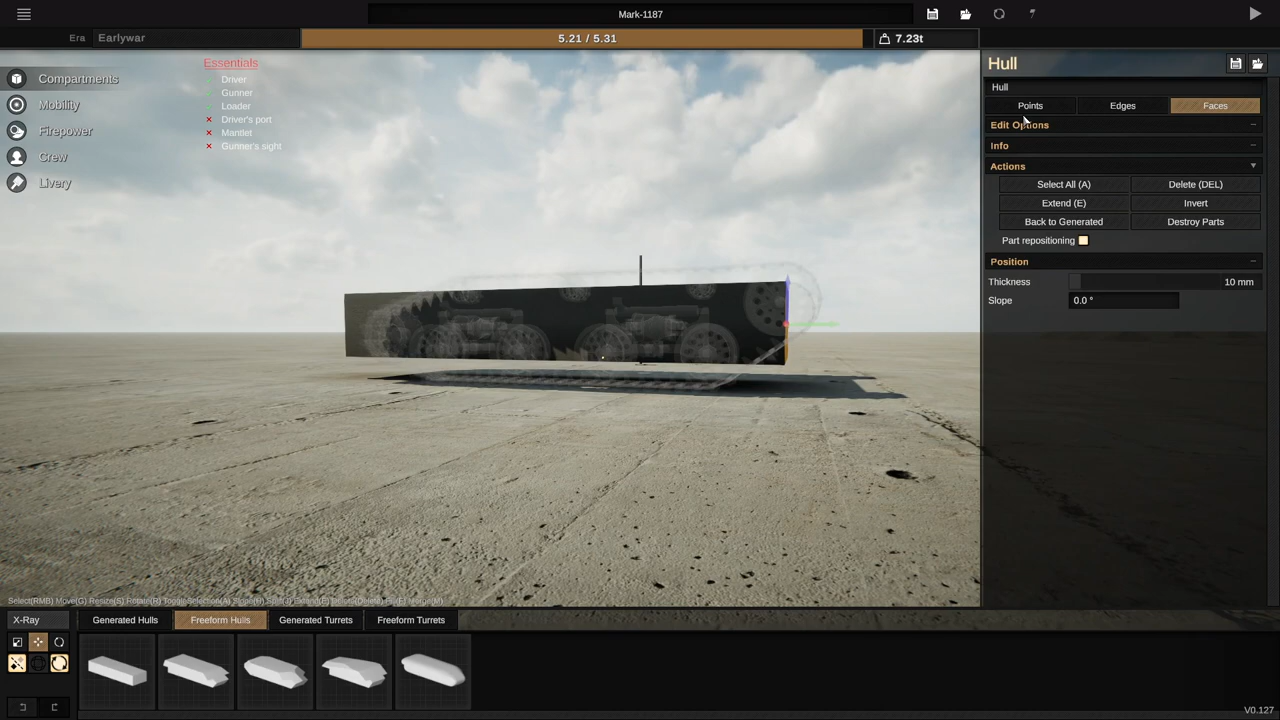 Mark-1187
Era
Earlywar
5.21 / 5.31
7.23t
Compartments
Mobility
Firepower
Crew
Livery
Essentials
Driver
Gunner
Loader
Driver's port
Mantlet
Gunner's sight
Hull
Hull
Points
Edges
Faces
Edit Options
Info
Actions
Select All (A)
Delete (DEL)
Extend (E)
Invert
Back to Generated
Destroy Parts
Part repositioning
Position
Thickness
10 mm
Slope
0.0 °
X-Ray
Generated Hulls
Freeform Hulls
Generated Turrets
Freeform Turrets
V0.127